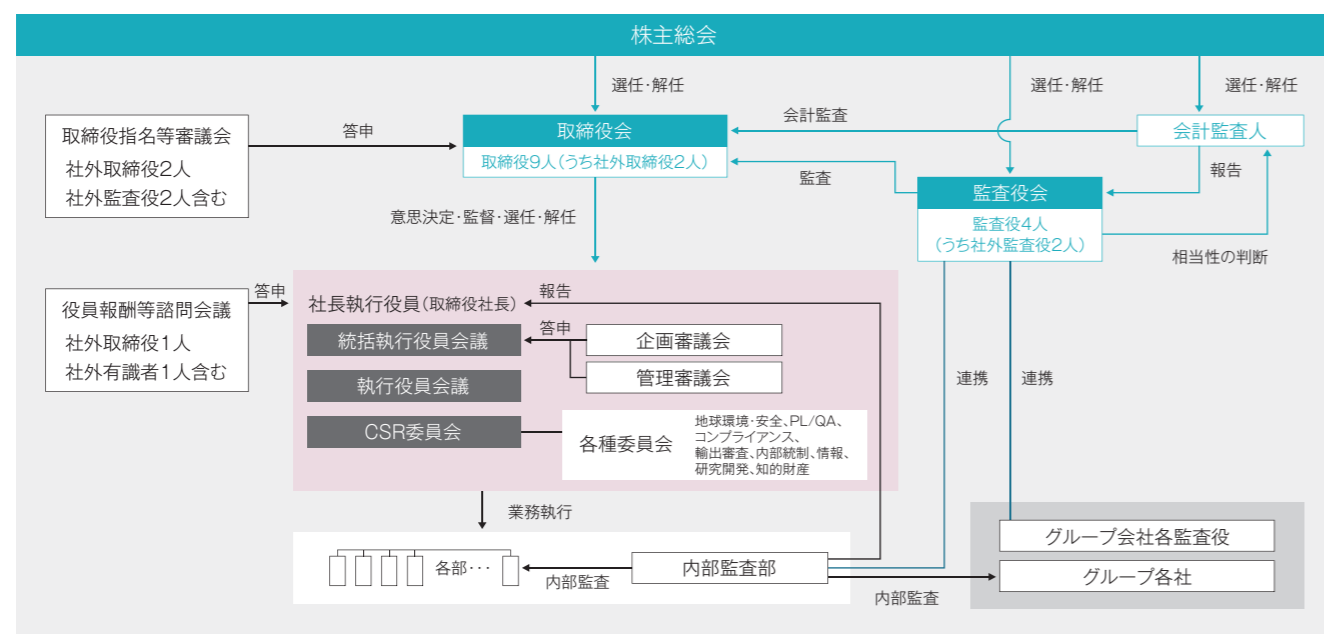 株主総会
選任・解任
選任・解任
選任・解任
取締役指名等審議会
社外取締役2人
社外監査役2人含む
答申
取締役会
取締役9人(うち社外取締役2人)
会計監査
会計監査人
監査
報告
監査役会
監査役4人
(うち社外監査役2人)
相当性の判断
意思決定・監督・選任・解任
役員報酬等諮問会議
社外取締役1人
社外有識者1人含む
答申
社長執行役員(取締役社長)
報告
統括執行役員会議
答申
企画審議会
執行役員会議
管理審議会
CSR委員会
各種委員会
地球環境・安全、PL/QA、
コンプライアンス、
輸出審査、内部統制、情報、
研究開発、知的財産
連携
連携
業務執行
各部・・・
内部監査
内部監査部
内部監査
グループ会社各監査役
グループ各社